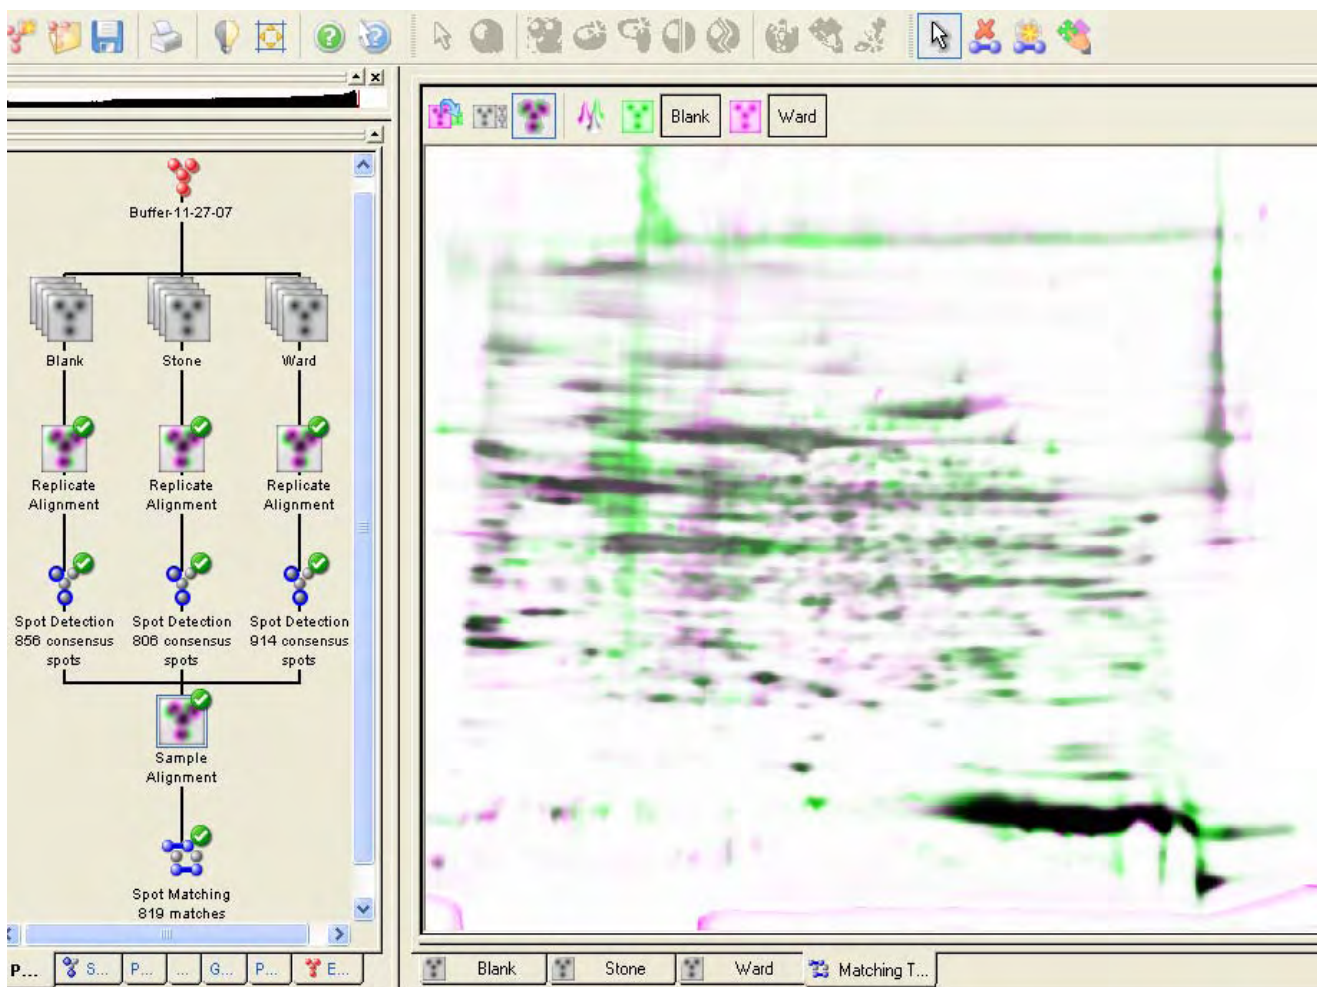 Blank
Ward
Buffer-11-27-07
Blank
Stone
Ward
Replicate
Alignment
Replicate
Alignment
Replicate
Alignment
Spot Detection
856 consensus
spots
Spot Detection
806 consensus
spots
Spot Detection
914 consensus
spots
Sample
Alignment
Spot Matching
819 matches
P...
S...
P...
...
G...
P...
E...
Blank
Stone
Ward
Matching T...